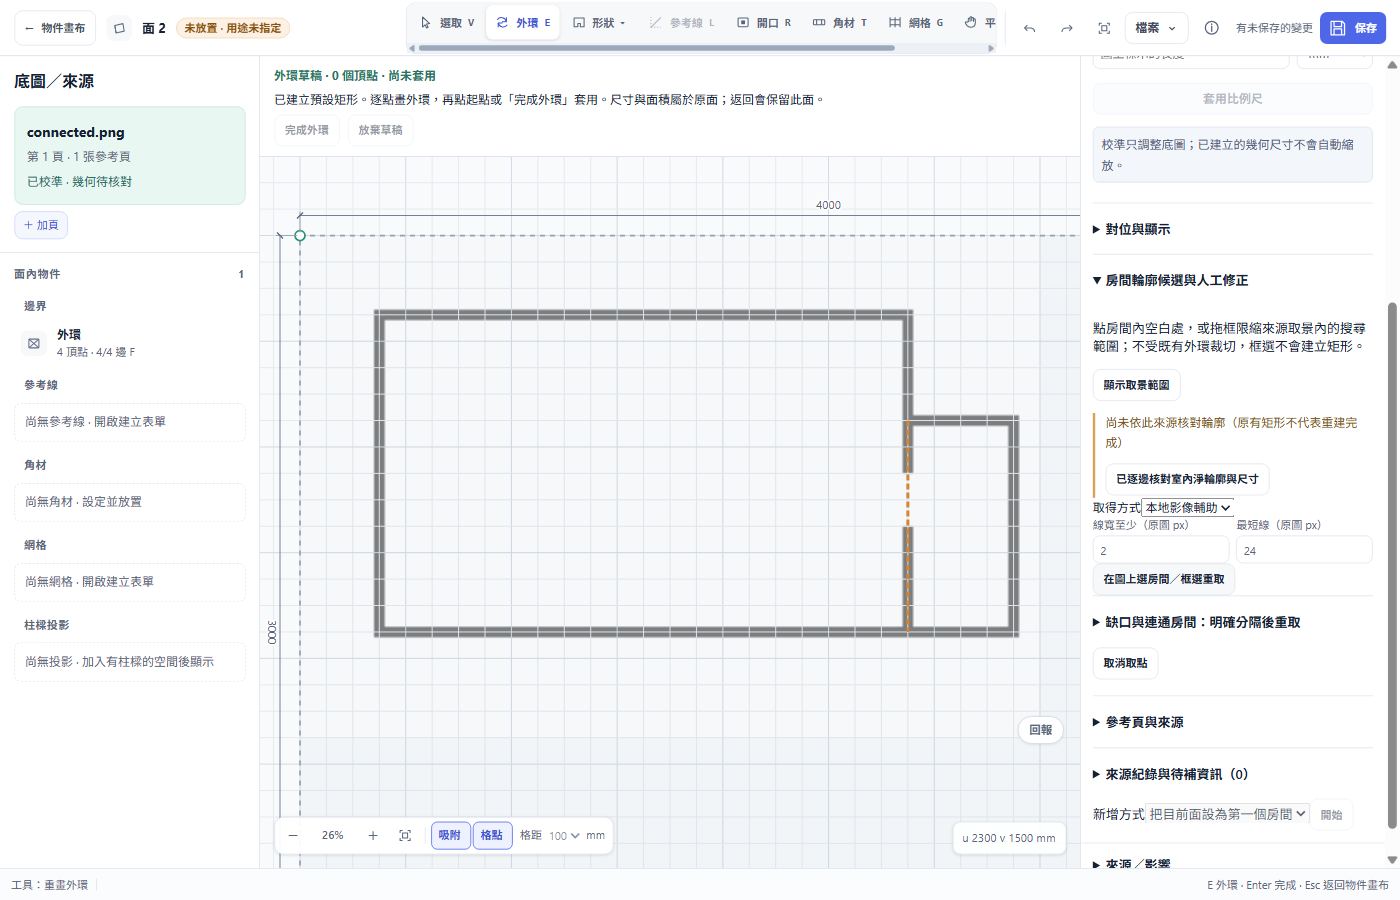 ← 物件畫布
面 2
未放置 · 用途未指定
選取 V
外環 E
形狀
參考線 L
開口 R
角材 T
網格 G
平
檔案
有未保存的變更
保存
底圖／來源
connected.png
第 1 頁 · 1 張參考頁
已校準 · 幾何待核對
＋ 加頁
面內物件 1
邊界
外環
4 頂點 · 4/4 邊 F
參考線
尚無參考線 · 開啟建立表單
角材
尚無角材 · 設定並放置
網格
尚無網格 · 開啟建立表單
柱樑投影
尚無投影 · 加入有柱樑的空間後顯示
外環草稿 · 0 個頂點 · 尚未套用
已建立預設矩形。逐點畫外環，再點起點或「完成外環」套用。尺寸與面積屬於原面；返回會保留此面。
完成外環
放棄草稿
4000
3000
回報
26%
吸附
格點
格距 100 mm
u 2300 v 1500 mm
套用比例尺
校準只調整底圖；已建立的幾何尺寸不會自動縮
放。
對位與顯示
房間輪廓候選與人工修正
點房間內空白處，或拖框限縮來源取景內的搜尋
範圍；不受既有外環裁切，框選不會建立矩形。
顯示取景範圍
尚未依此來源核對輪廓（原有矩形不代表重建完
成）
已逐邊核對室內淨輪廓與尺寸
取得方式 本地影像輔助
線寬至少（原圖 px） 最短線（原圖 px）
2 24
在圖上選房間／框選重取
缺口與連通房間：明確分隔後重取
取消取點
參考頁與來源
來源紀錄與待補資訊（0）
新增方式 把目前面設為第一個房間 開始
來源／影響
工具：重畫外環
E 外環 · Enter 完成 · Esc 返回物件畫布